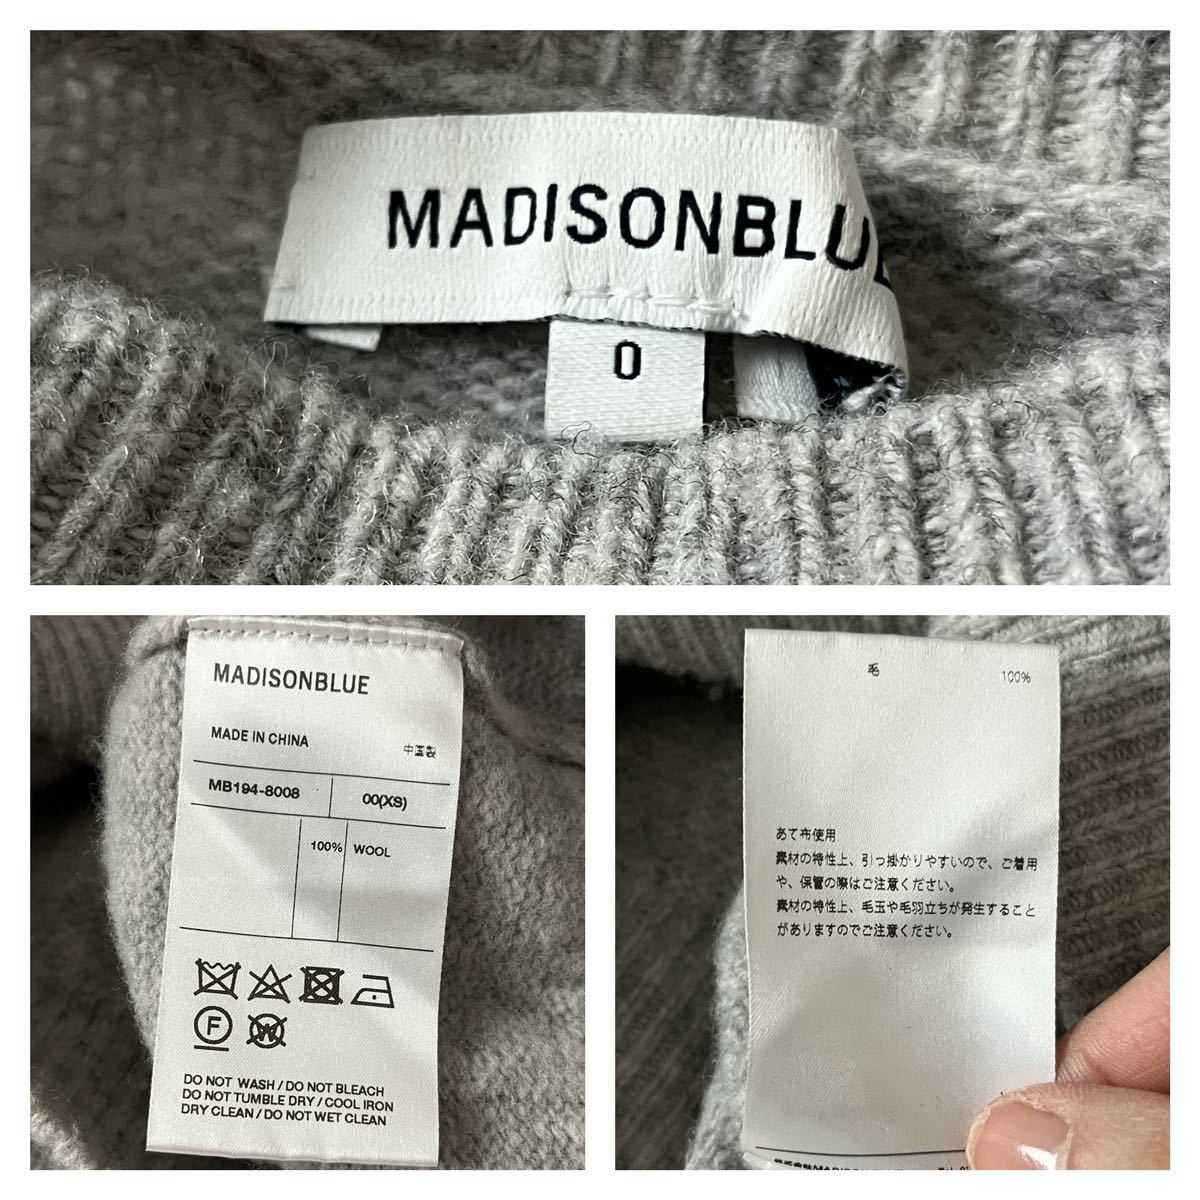 MADISONBLUE
0
MADISONBLUE
MADE IN CHINA 中国製
MB194-8008 00(XS)
100% WOOL
F
W
DO NOT WASH / DO NOT BLEACH
DO NOT TUMBLE DRY / COOL IRON
DRY CLEAN / DO NOT WET CLEAN
毛 100%
あて布使用
素材の特性上、引っ掛かりやすいので、ご着用
や、保管の際はご注意ください。
素材の特性上、毛玉や毛羽立ちが発生すること
がありますのでご注意ください。